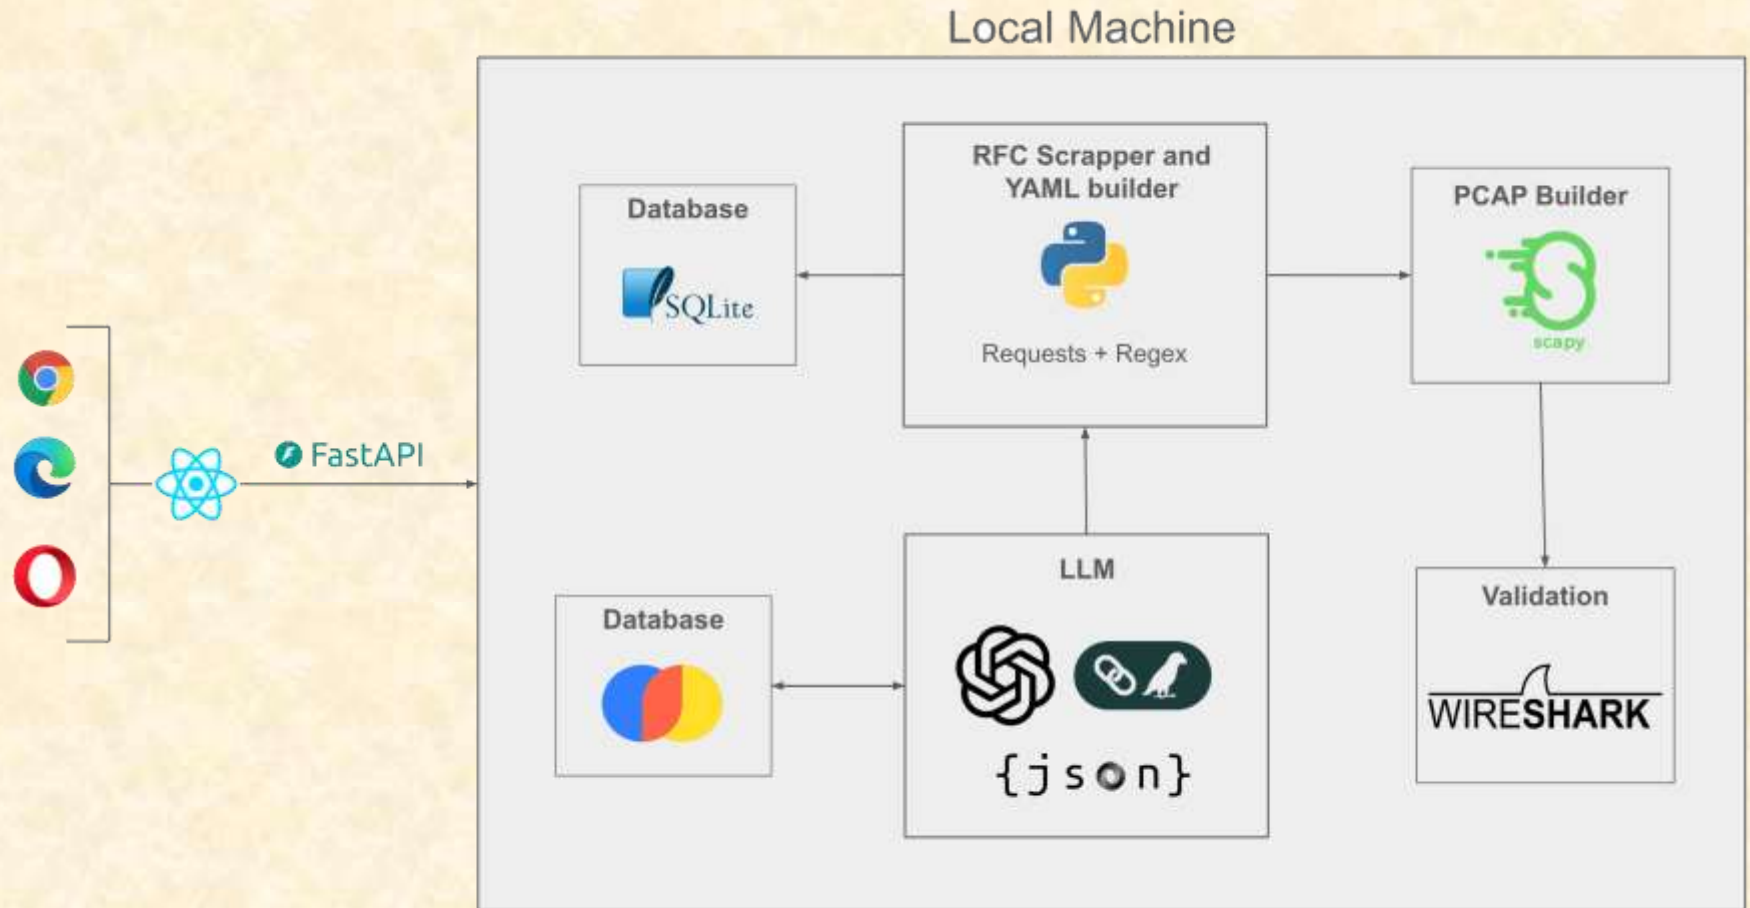 Local Machine
RFC Scrapper and
YAML builder
Requests + Regex
Database
SQLite
PCAP Builder
scapy
FastAPI
LLM
{json}
Database
Validation
WIRESHARK